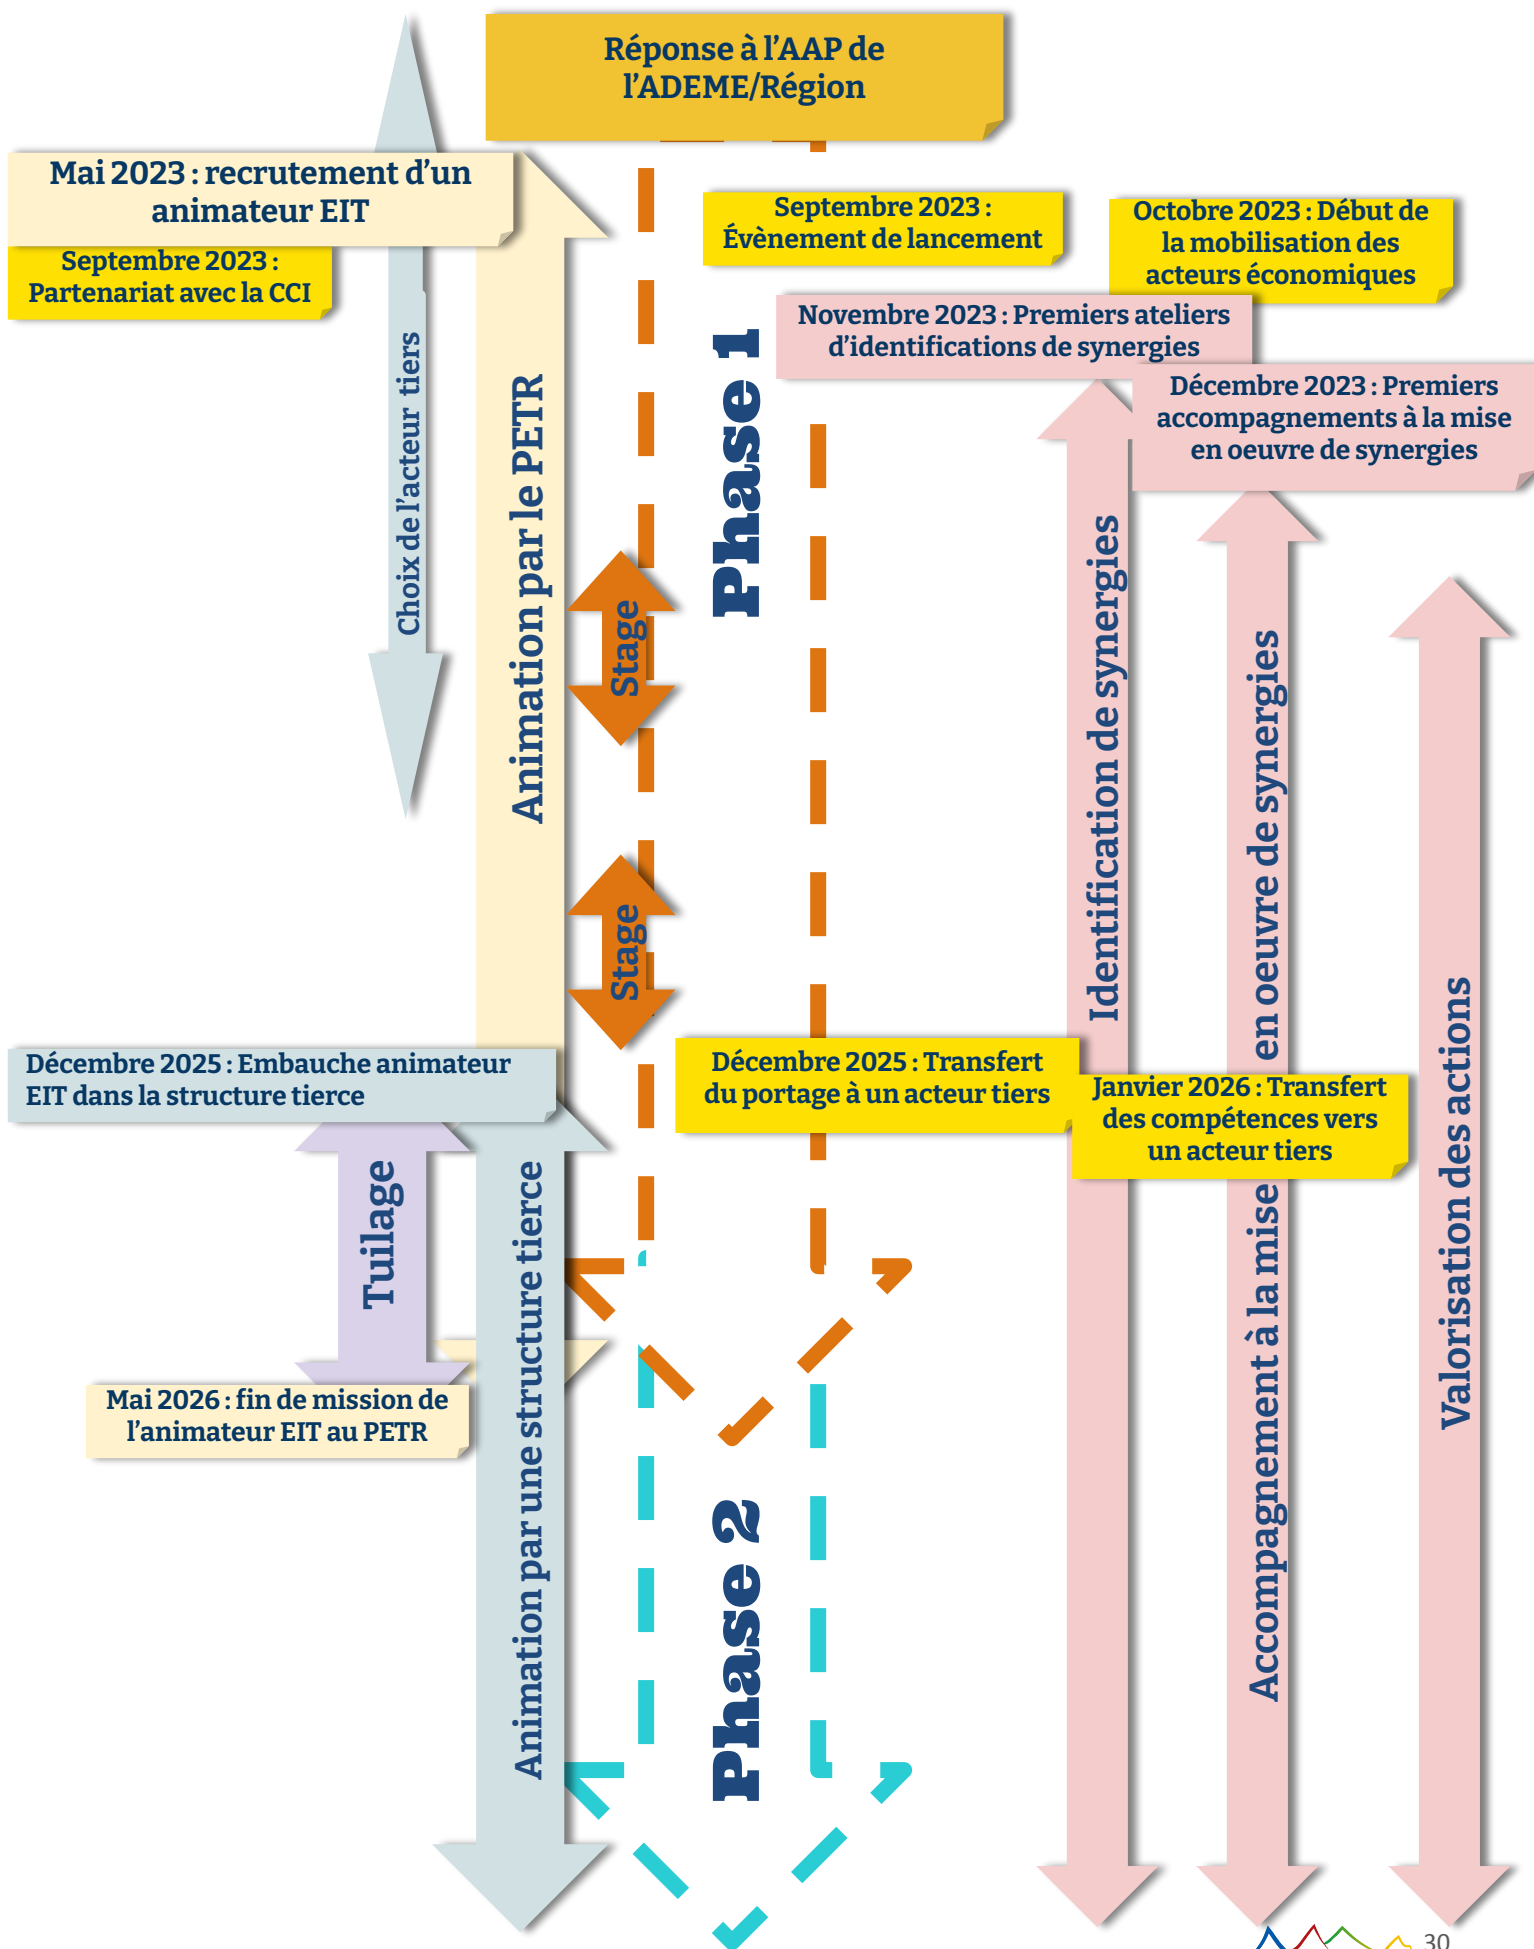 Réponse à l'AAP de
l'ADEME/Région
Mai 2023 : recrutement d'un
animateur EIT
Septembre 2023 :
Partenariat avec la CCI
Septembre 2023 :
Évènement de lancement
Octobre 2023 : Début de
la mobilisation des
acteurs économiques
Novembre 2023 : Premiers ateliers
d'identifications de synergies
Décembre 2023 : Premiers
accompagnements à la mise
en oeuvre de synergies
Choix de l'acteur tiers
Animation par le PETR
Phase 1
Stage
Stage
Identification de synergies
Accompagnement à la mise en oeuvre de synergies
Valorisation des actions
Décembre 2025 : Embauche animateur
EIT dans la structure tierce
Décembre 2025 : Transfert
du portage à un acteur tiers
Janvier 2026 : Transfert
des compétences vers
un acteur tiers
Tuilage
Animation par une structure tierce
Mai 2026 : fin de mission de
l'animateur EIT au PETR
Phase 2
30